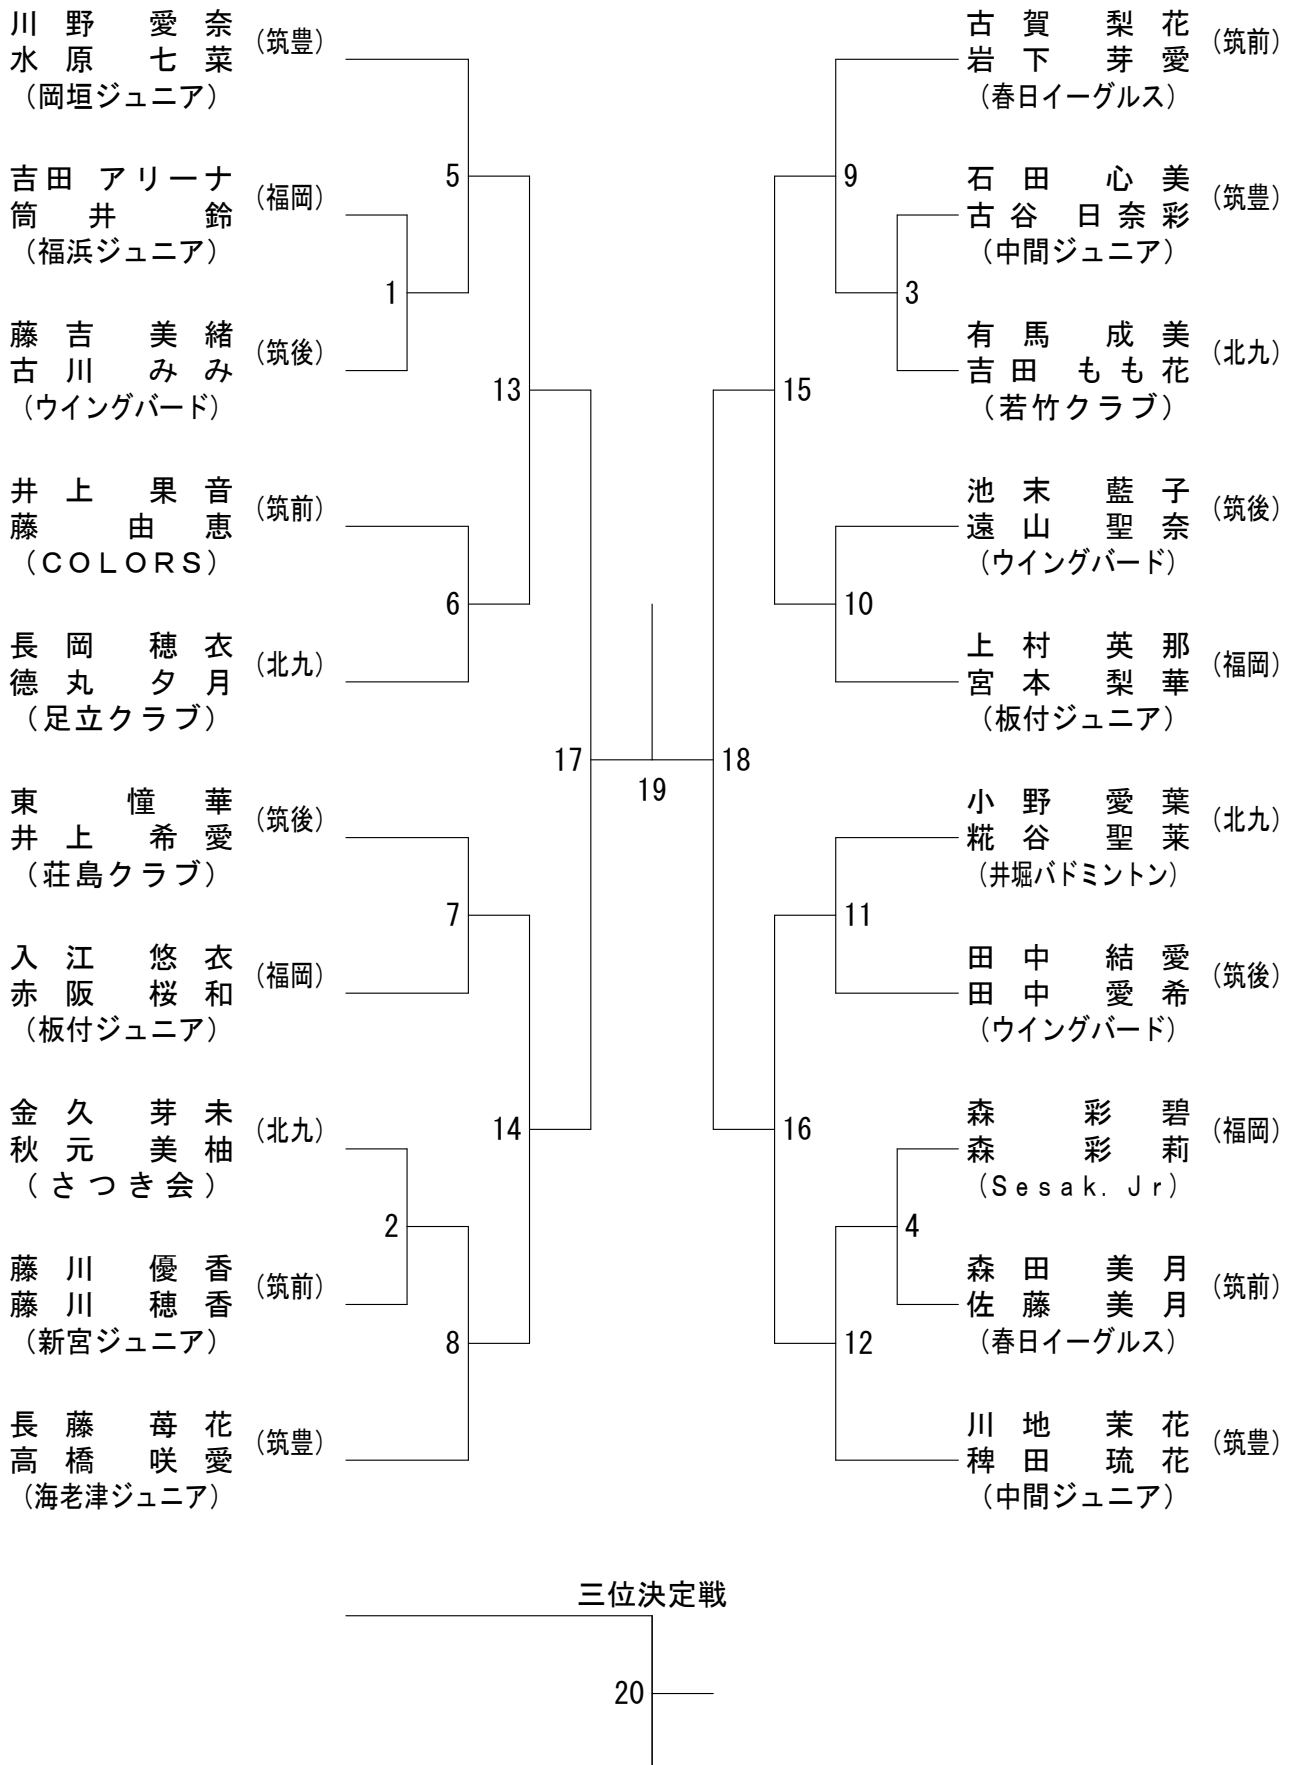 川野 愛奈 (筑豊)
水原 七菜
(岡垣ジュニア)
吉田 アリーナ (福岡)
筒井 鈴
(福浜ジュニア)
藤吉 美緒 (筑後)
古川 みみ
(ウイングバード)
井上 果音 (筑前)
藤 由恵
(COLORS)
長岡 穂衣 (北九)
德丸 夕月
(足立クラブ)
東 憧華 (筑後)
井上 希愛
(荘島クラブ)
入江 悠衣 (福岡)
赤阪 桜和
(板付ジュニア)
金久 芽未 (北九)
秋元 美柚
(さつき会)
藤川 優香 (筑前)
藤川 穂香
(新宮ジュニア)
長藤 苺花 (筑豊)
高橋 咲愛
(海老津ジュニア)
5
1
13
6
17
7
14
2
8
19
古賀 梨花 (筑前)
岩下 芽愛
(春日イーグルス)
石田 心美 (筑豊)
古谷 日奈彩
(中間ジュニア)
有馬 成美 (北九)
吉田 もも花
(若竹クラブ)
池末 藍子 (筑後)
遠山 聖奈
(ウイングバード)
上村 英那 (福岡)
宮本 梨華
(板付ジュニア)
小野 愛葉 (北九)
糀谷 聖莱
(井堀バドミントン)
田中 結愛 (筑後)
田中 愛希
(ウイングバード)
森 彩碧 (福岡)
森 彩莉
(Sesak. Jr)
森田 美月 (筑前)
佐藤 美月
(春日イーグルス)
川地 茉花 (筑豊)
稗田 琉花
(中間ジュニア)
9
3
15
10
18
11
16
4
12
三位決定戦
20